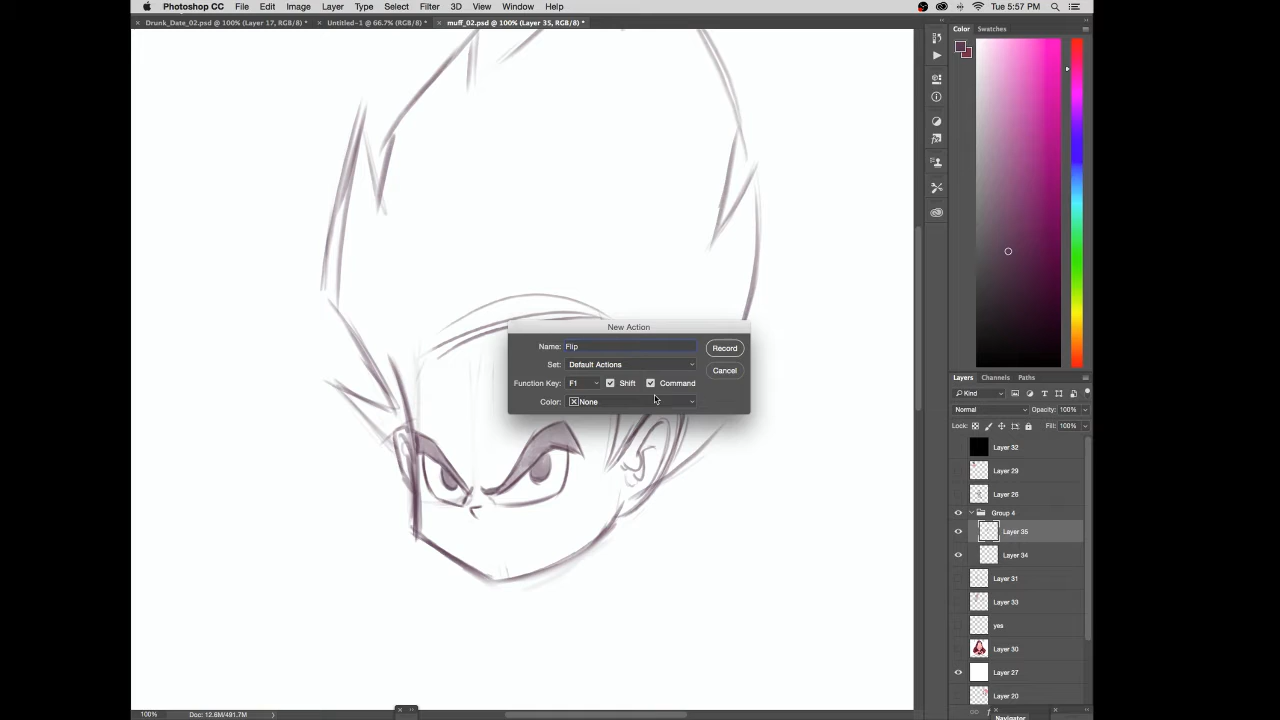 Photoshop CC File Edit Image Layer Type Select Filter 3D View Window Help Tue 5:57 PM
× Drunk_Date_02.psd @ 100% (Layer 17, RGB/8) * × Untitled-1 @ 66.7% (RGB/8) * × muff_02.psd @ 100% (Layer 35, RGB/8) *
Color Swatches
New Action
Name: Flip Record
Set: Default Actions Cancel
Function Key: F1 Shift Command
Color: None
Layers Channels Paths
Kind
Normal Opacity: 100%
Lock: Fill: 100%
Layer 32
Layer 29
Layer 26
Group 4
Layer 35
Layer 34
Layer 31
Layer 33
yes
Layer 30
Layer 27
Layer 20
100% Doc: 12.6M/491.7M
Navigator